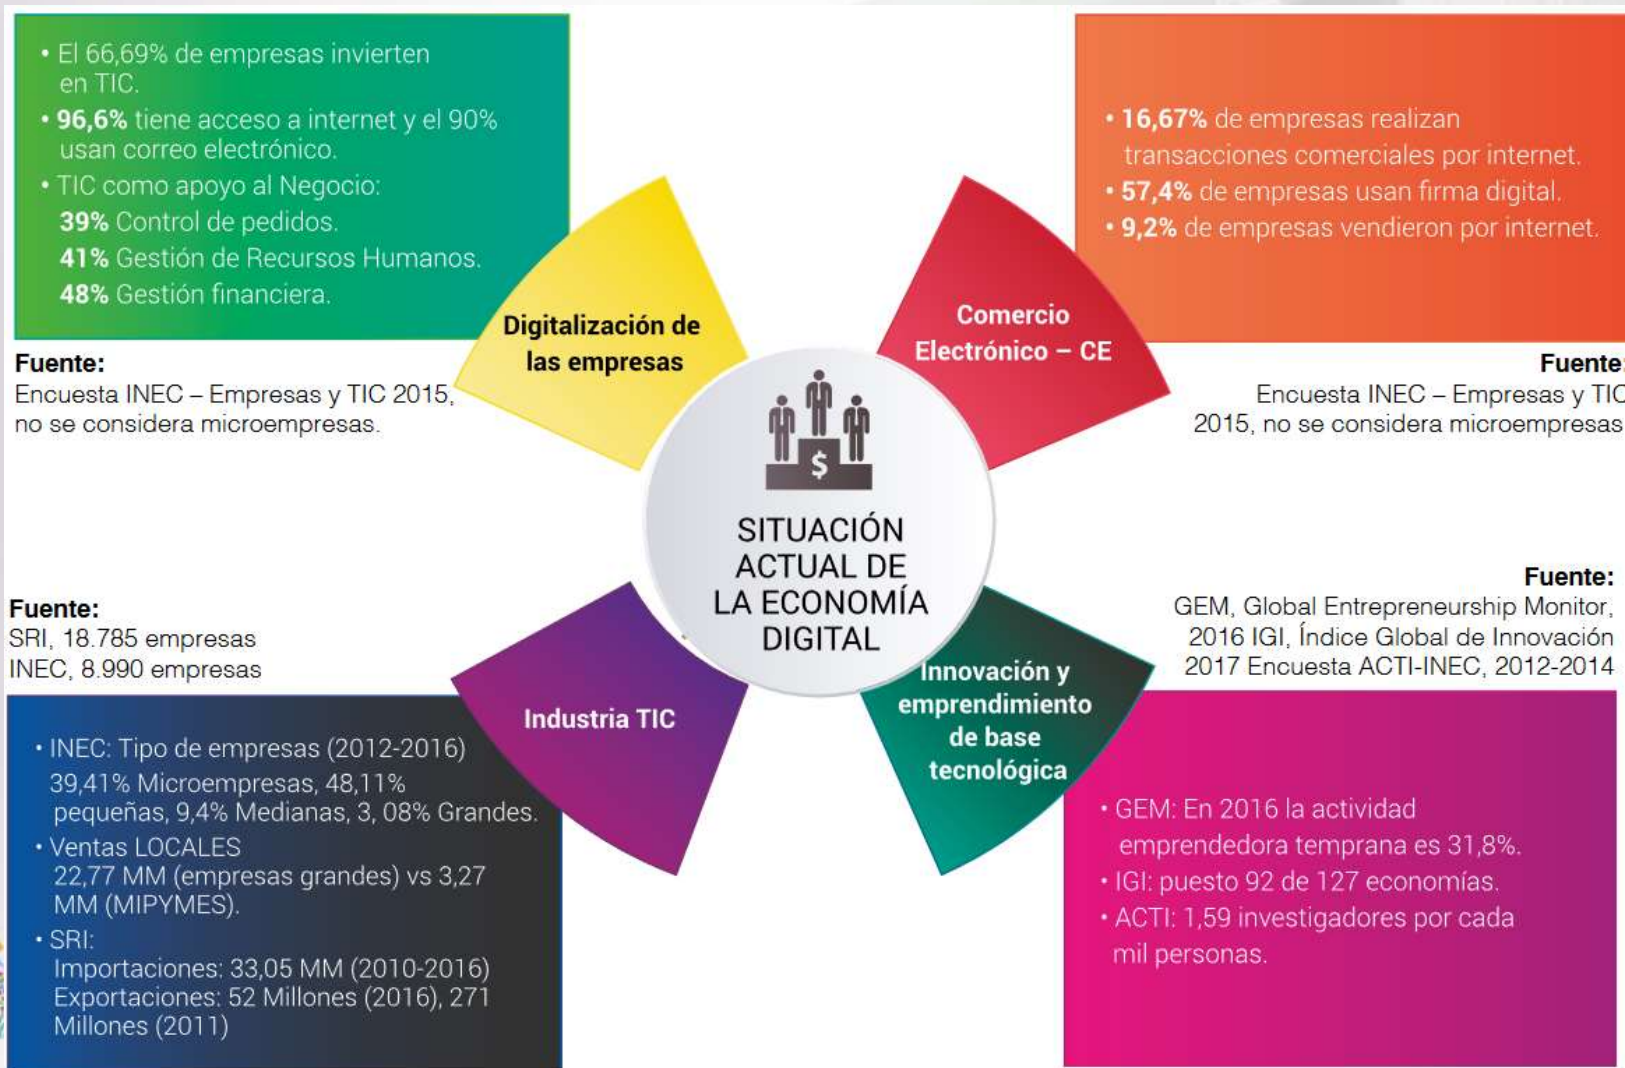 • El 66,69% de empresas invierten
en TIC.
• 96,6% tiene acceso a internet y el 90%
usan correo electrónico.
• TIC como apoyo al Negocio:
39% Control de pedidos.
41% Gestión de Recursos Humanos.
48% Gestión financiera.
Fuente:
Encuesta INEC – Empresas y TIC 2015,
no se considera microempresas.
Digitalización de
las empresas
Comercio
Electrónico – CE
• 16,67% de empresas realizan
transacciones comerciales por internet.
• 57,4% de empresas usan firma digital.
• 9,2% de empresas vendieron por internet.
Fuente:
Encuesta INEC – Empresas y TIC
2015, no se considera microempresas
$
SITUACIÓN
ACTUAL DE
LA ECONOMÍA
DIGITAL
Fuente:
SRI, 18.785 empresas
INEC, 8.990 empresas
Industria TIC
• INEC: Tipo de empresas (2012-2016)
39,41% Microempresas, 48,11%
pequeñas, 9,4% Medianas, 3, 08% Grandes.
• Ventas LOCALES
22,77 MM (empresas grandes) vs 3,27
MM (MIPYMES).
• SRI:
Importaciones: 33,05 MM (2010-2016)
Exportaciones: 52 Millones (2016), 271
Millones (2011)
Innovación y
emprendimiento
de base
tecnológica
Fuente:
GEM, Global Entrepreneurship Monitor,
2016 IGI, Índice Global de Innovación
2017 Encuesta ACTI-INEC, 2012-2014
• GEM: En 2016 la actividad
emprendedora temprana es 31,8%.
• IGI: puesto 92 de 127 economías.
• ACTI: 1,59 investigadores por cada
mil personas.